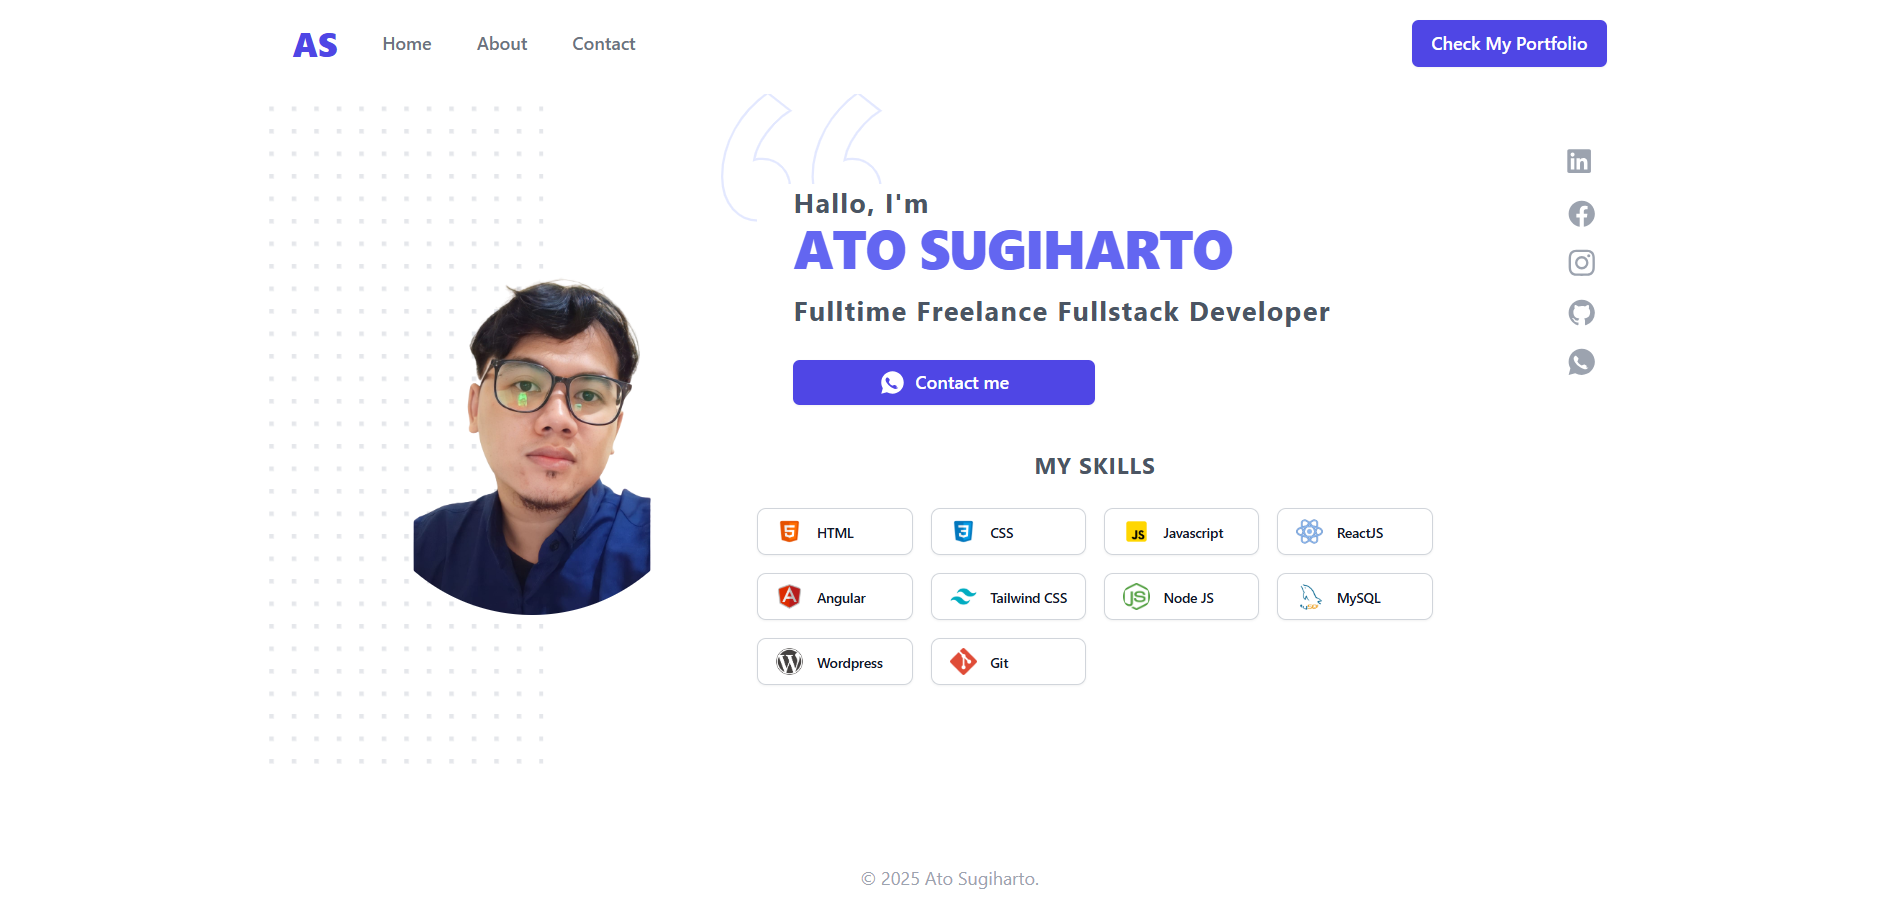 AS Home About Contact Check My Portfolio
Hallo, I'm
ATO SUGIHARTO
Fulltime Freelance Fullstack Developer
Contact me
MY SKILLS
HTML CSS Javascript ReactJS
Angular Tailwind CSS Node JS MySQL
Wordpress Git
© 2025 Ato Sugiharto.